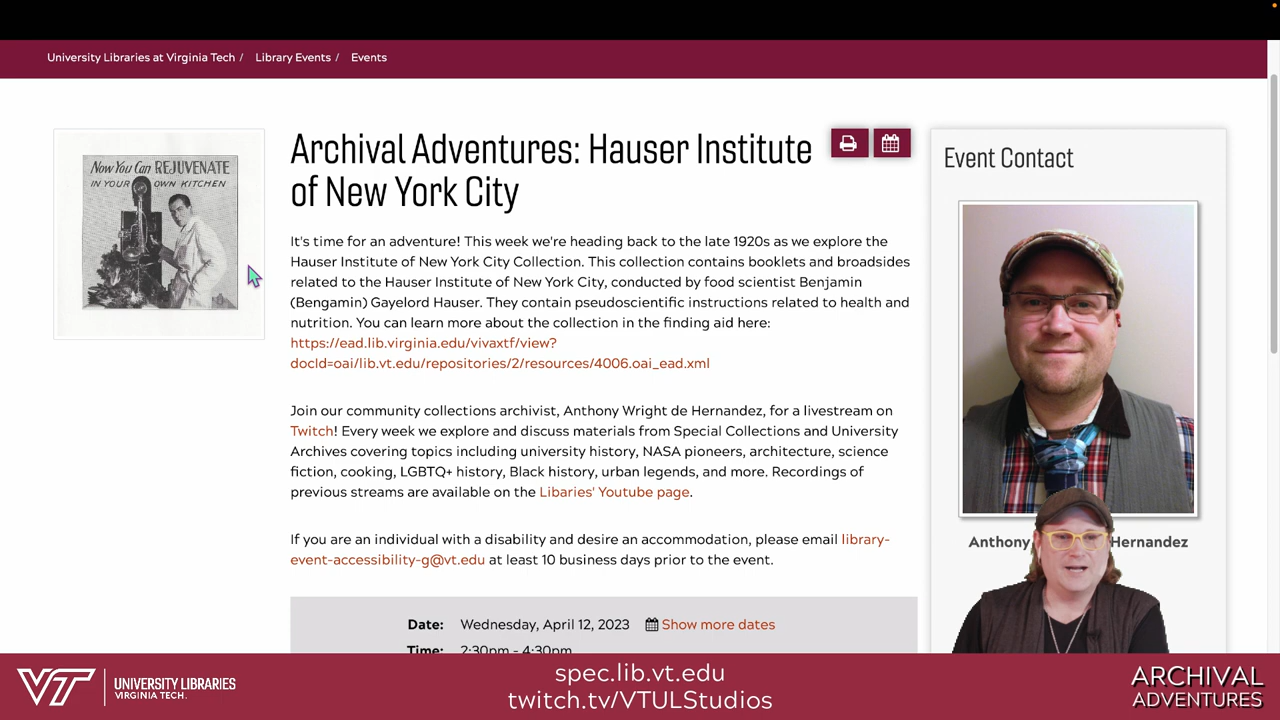 University Libraries at Virginia Tech / Library Events / Events
Now You Can REJUVENATE
IN YOUR OWN KITCHEN
Archival Adventures: Hauser Institute
of New York City
It's time for an adventure! This week we're heading back to the late 1920s as we explore the
Hauser Institute of New York City Collection. This collection contains booklets and broadsides
related to the Hauser Institute of New York City, conducted by food scientist Benjamin
(Bengamin) Gayelord Hauser. They contain pseudoscientific instructions related to health and
nutrition. You can learn more about the collection in the finding aid here:
https://ead.lib.virginia.edu/vivaxtf/view?
docId=oai/lib.vt.edu/repositories/2/resources/4006.oai_ead.xml
Join our community collections archivist, Anthony Wright de Hernandez, for a livestream on
Twitch! Every week we explore and discuss materials from Special Collections and University
Archives covering topics including university history, NASA pioneers, architecture, science
fiction, cooking, LGBTQ+ history, Black history, urban legends, and more. Recordings of
previous streams are available on the Libaries' Youtube page.
If you are an individual with a disability and desire an accommodation, please email library-
event-accessibility-g@vt.edu at least 10 business days prior to the event.
Date: Wednesday, April 12, 2023 Show more dates
Time: 2:30pm - 4:30pm
Event Contact
Anthony Hernandez
VT UNIVERSITY LIBRARIES
VIRGINIA TECH.
spec.lib.vt.edu
twitch.tv/VTULStudios
ARCHIVAL
ADVENTURES